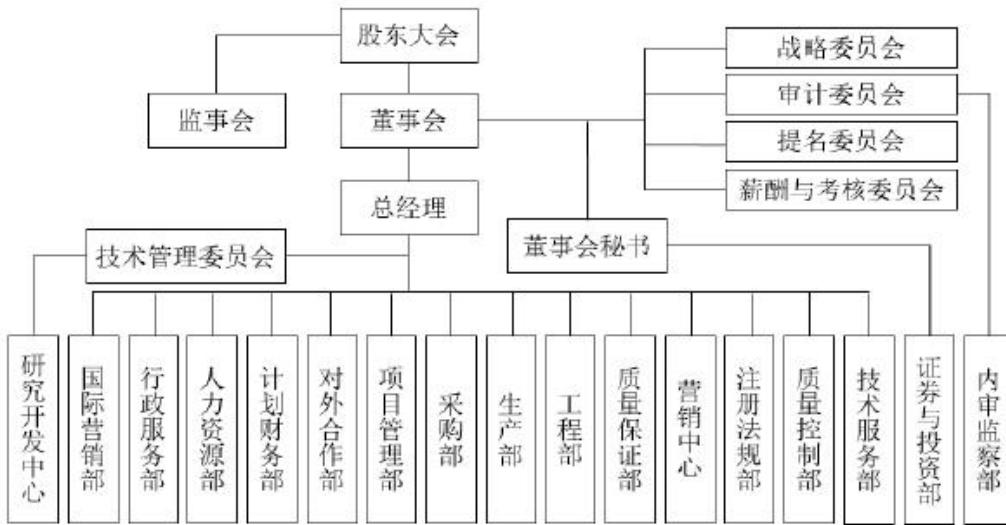 股东大会
战略委员会
监事会
董事会
审计委员会
提名委员会
总经理
薪酬与考核委员会
技术管理委员会
董事会秘书
研究开发中心
国际营销部
行政服务部
人力资源部
计划财务部
对外合作部
项目管理部
采购部
生产部
工程部
质量保证部
营销中心
注册法规部
质量控制部
技术服务部
证券与投资部
内审监察部